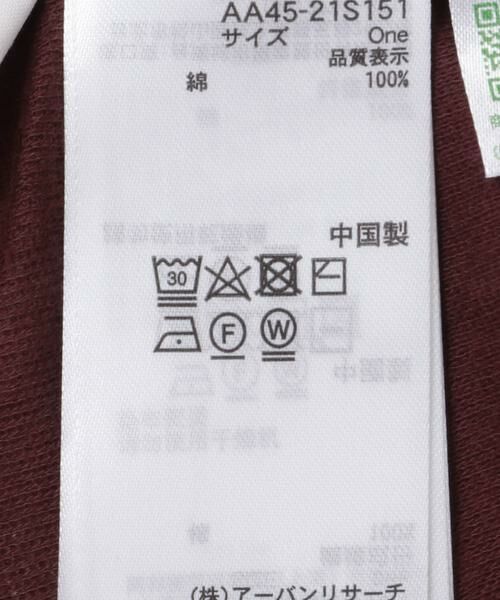 AA45-21S151
サイズ One
品質表示
綿 100%
中国製
30
F W
(株)アーバンリサーチ